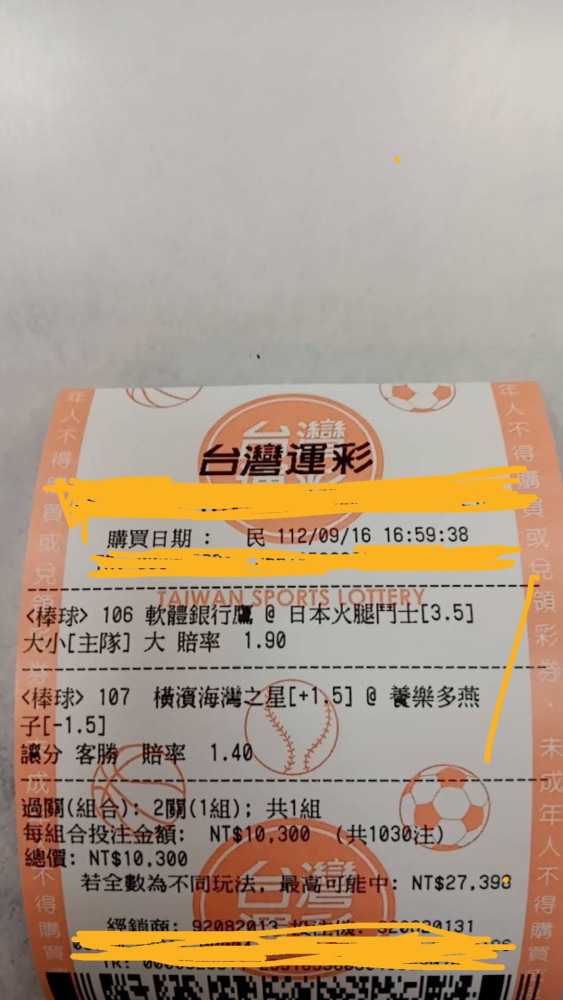 台灣運彩
購買日期 : 民 112/09/16 16:59:38
TAIWAN SPORTS LOTTERY
<棒球> 106 軟體銀行鷹 @ 日本火腿鬥士[3.5]
大小[主隊] 大 賠率 1.90
<棒球> 107 橫濱海灣之星[+1.5] @ 養樂多燕
子[-1.5]
讓分 客勝 賠率 1.40
過關(組合): 2關(1組); 共1組
每組合投注金額: NT$10,300 (共1030注)
總價: NT$10,300
若全數為不同玩法, 最高可能中: NT$27,398
經銷商: 92082013
年人不得購買或兌領彩券。未成年人不得購買